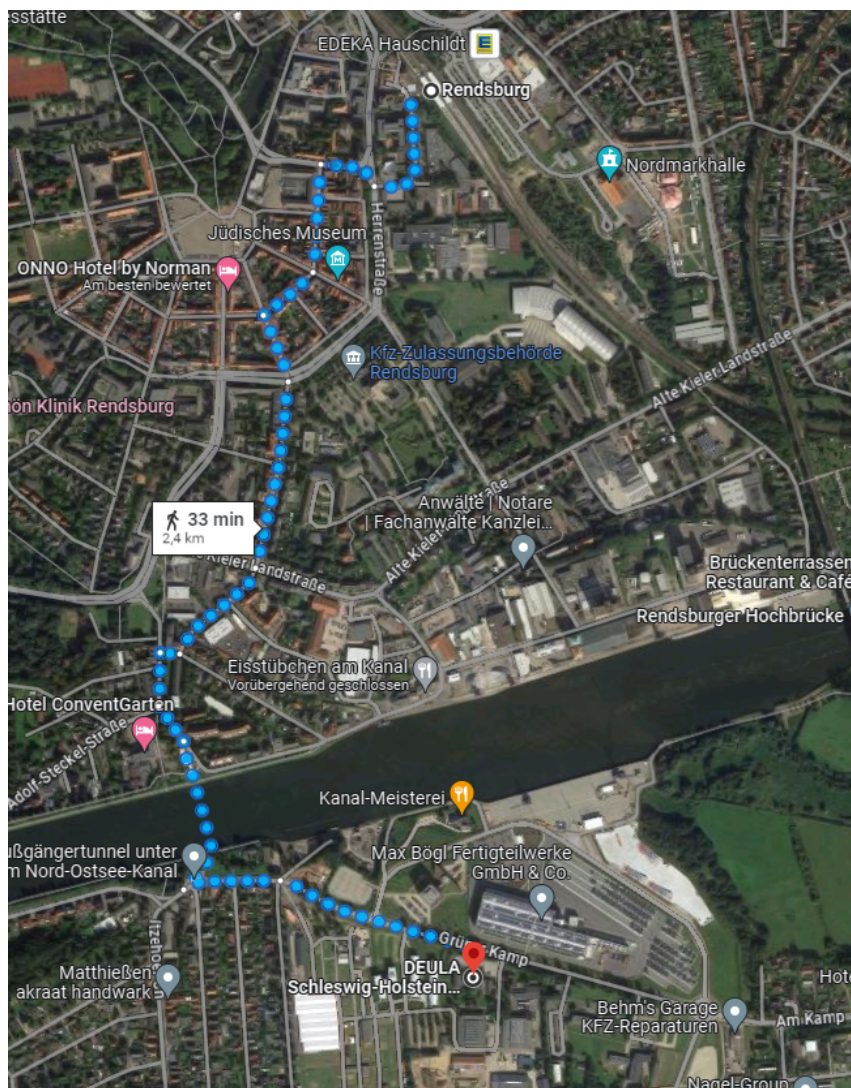 esstätte
EDEKA Hauschildt
E
Rendsburg
Nordmarkhalle
Herrenstraße
Jüdisches Museum
M
ONNO Hotel by Norman
Am besten bewertet
Kfz-Zulassungsbehörde
Rendsburg
Alte Kieler Landstraße
hön Klinik Rendsburg
33 min
2,4 km
Anwälte | Notare
| Fachanwälte Kanzlei...
Kieler Landstraße
Brückenterrassen
Restaurant & Café
Rendsburger Hochbrücke
Eisstübchen am Kanal
Vorübergehend geschlossen
Hotel ConventGarten
Adolf-Steckel-Straße
Kanal-Meisterei
ußgängertunnel unter
m Nord-Ostsee-Kanal
Max Bögl Fertigteilwerke
GmbH & Co.
Grüner Kamp
DEULA
Schleswig-Holstein...
Matthießen
akraat handwark
Behm's Garage
KFZ-Reparaturen
Am Kamp
Hote
Nagel-Group